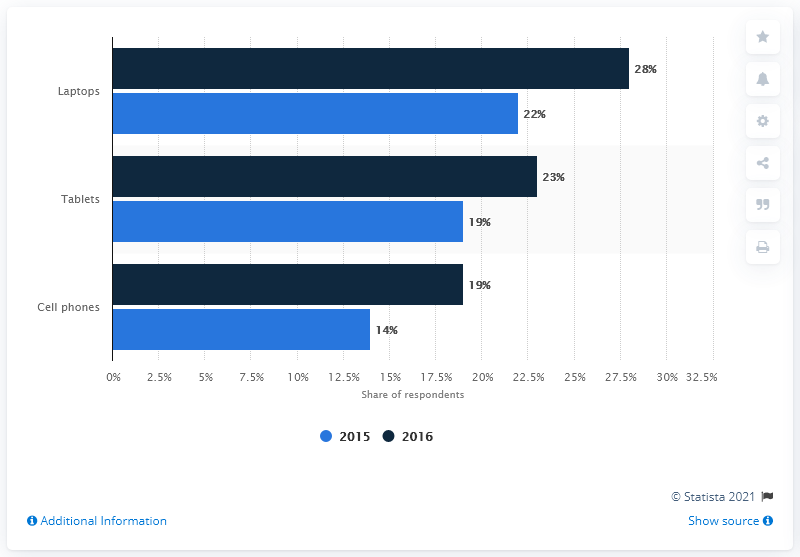 Laptops
28%
22%
Tablets
23%
19%
Cell phones
19%
14%
0% 2.5% 5% 7.5% 10% 12.5% 15% 17.5% 20% 22.5% 25% 27.5% 30% 32.5%
Share of respondents
2015 2016
© Statista 2021
Additional Information Show source